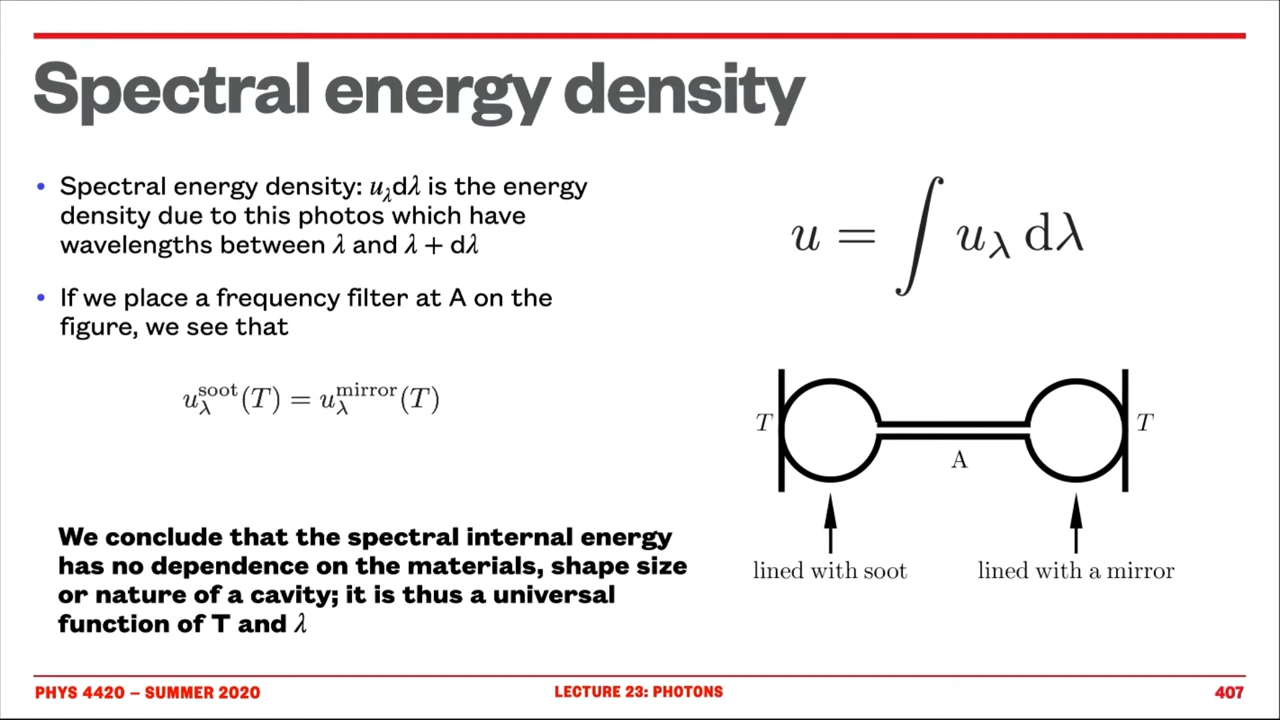 Spectral energy density
• Spectral energy density: u_λdλ is the energy
density due to this photos which have
wavelengths between λ and λ + dλ
• If we place a frequency filter at A on the
figure, we see that
u_λ^soot(T) = u_λ^mirror(T)
We conclude that the spectral internal energy
has no dependence on the materials, shape size
or nature of a cavity; it is thus a universal
function of T and λ
u = ∫ u_λ dλ
T
T
A
lined with soot
lined with a mirror
PHYS 4420 – SUMMER 2020
LECTURE 23: PHOTONS
407